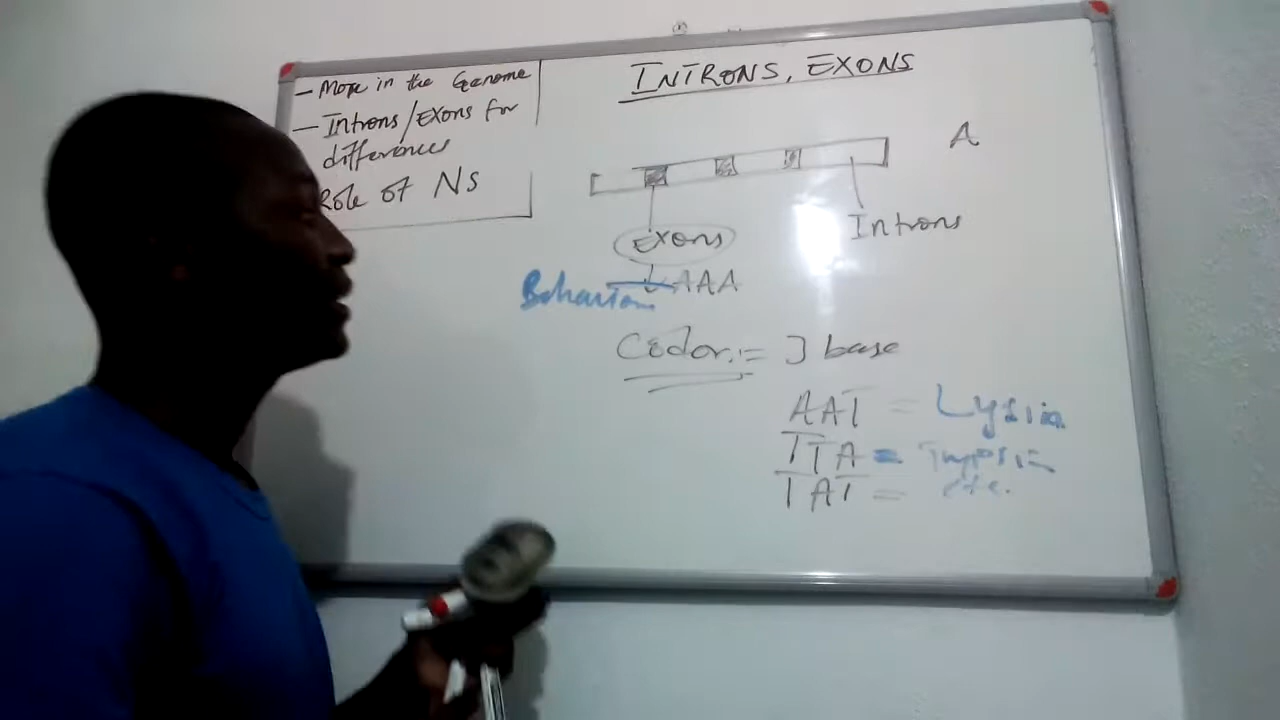 - More in the Genome
- Introns/Exons for
differences
Role of NS
INTRONS, EXONS
A
Introns
Exons
AAA
Codon:= 3 base
AAT = Lysin
TTA =
TAT = etc.